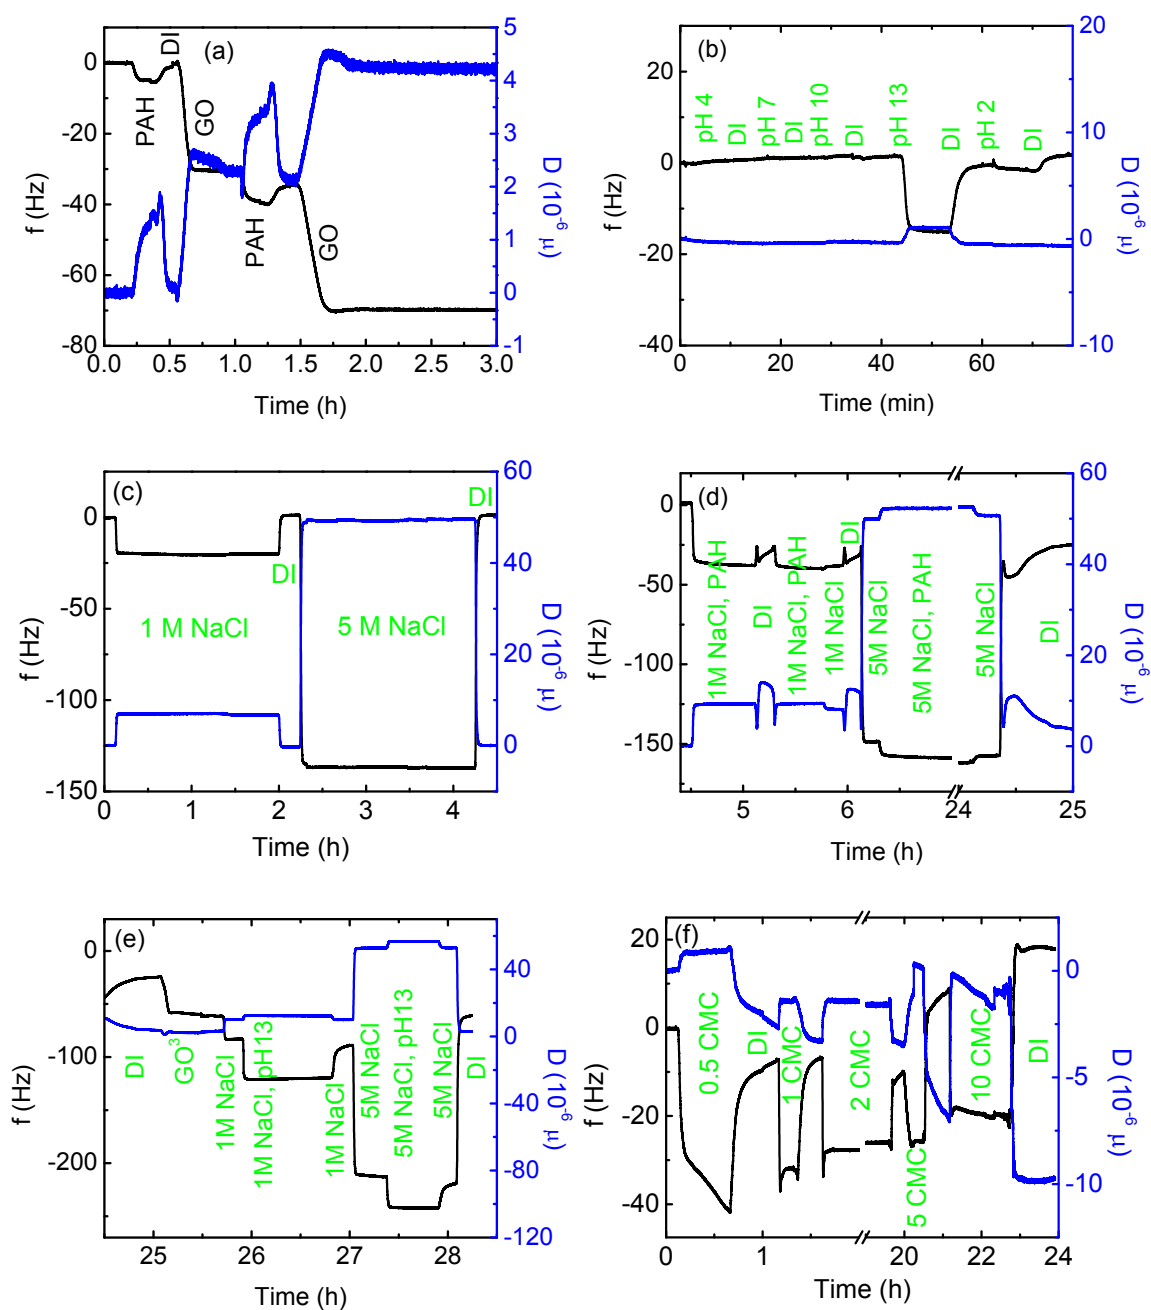 (a)
PAH
DI
GO
PAH
GO
0
-20
-40
-60
-80
f (Hz)
5
4
3
2
1
0
-1
D (10⁻⁶ μ)
0.0 0.5 1.0 1.5 2.0 2.5 3.0
Time (h)
(b)
pH 4
DI
pH 7
DI
pH 10
DI
pH 13
DI
pH 2
DI
20
0
-20
-40
f (Hz)
20
10
0
-10
D (10⁻⁶ μ)
0 20 40 60
Time (min)
(c)
1 M NaCl
DI
5 M NaCl
DI
0
-50
-100
-150
f (Hz)
60
40
20
0
D (10⁻⁶ μ)
0 1 2 3 4
Time (h)
(d)
1M NaCl, PAH
DI
1M NaCl, PAH
1M NaCl
DI
5M NaCl
5M NaCl, PAH
5M NaCl
DI
0
-50
-100
-150
f (Hz)
60
40
20
0
D (10⁻⁶ μ)
5 6 24 25
Time (h)
(e)
DI
GO³
1M NaCl
1M NaCl, pH13
1M NaCl
5M NaCl
5M NaCl, pH13
5M NaCl
DI
0
-100
-200
f (Hz)
40
0
-40
-80
-120
D (10⁻⁶ μ)
25 26 27 28
Time (h)
(f)
0.5 CMC
DI
1 CMC
2 CMC
5 CMC
10 CMC
DI
20
0
-20
-40
f (Hz)
0
-5
-10
D (10⁻⁶ μ)
0 1 20 22 24
Time (h)